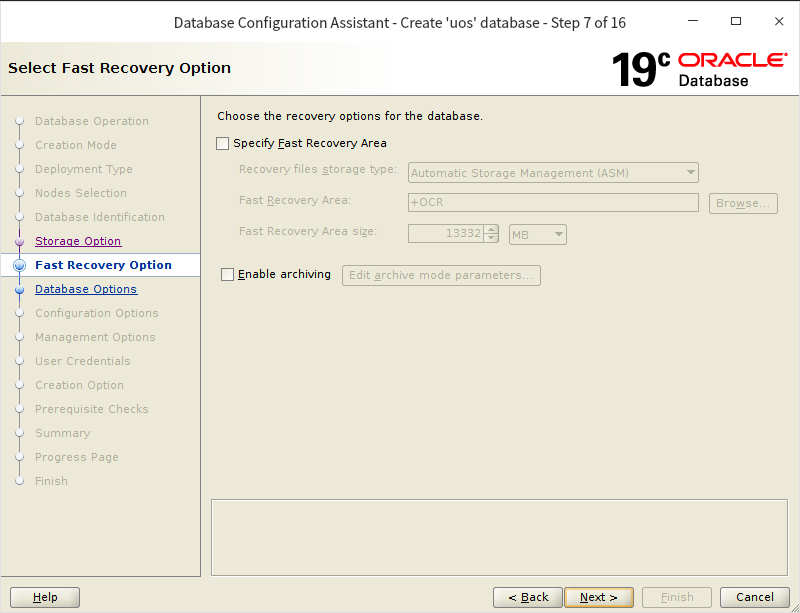 Database Configuration Assistant - Create 'uos' database - Step 7 of 16
Select Fast Recovery Option
19c ORACLE
Database
Database Operation
Creation Mode
Deployment Type
Nodes Selection
Database Identification
Storage Option
Fast Recovery Option
Database Options
Configuration Options
Management Options
User Credentials
Creation Option
Prerequisite Checks
Summary
Progress Page
Finish
Choose the recovery options for the database.
Specify Fast Recovery Area
Recovery files storage type: Automatic Storage Management (ASM)
Fast Recovery Area: +OCR Browse...
Fast Recovery Area size: 13332 MB
Enable archiving Edit archive mode parameters...
Help < Back Next > Finish Cancel